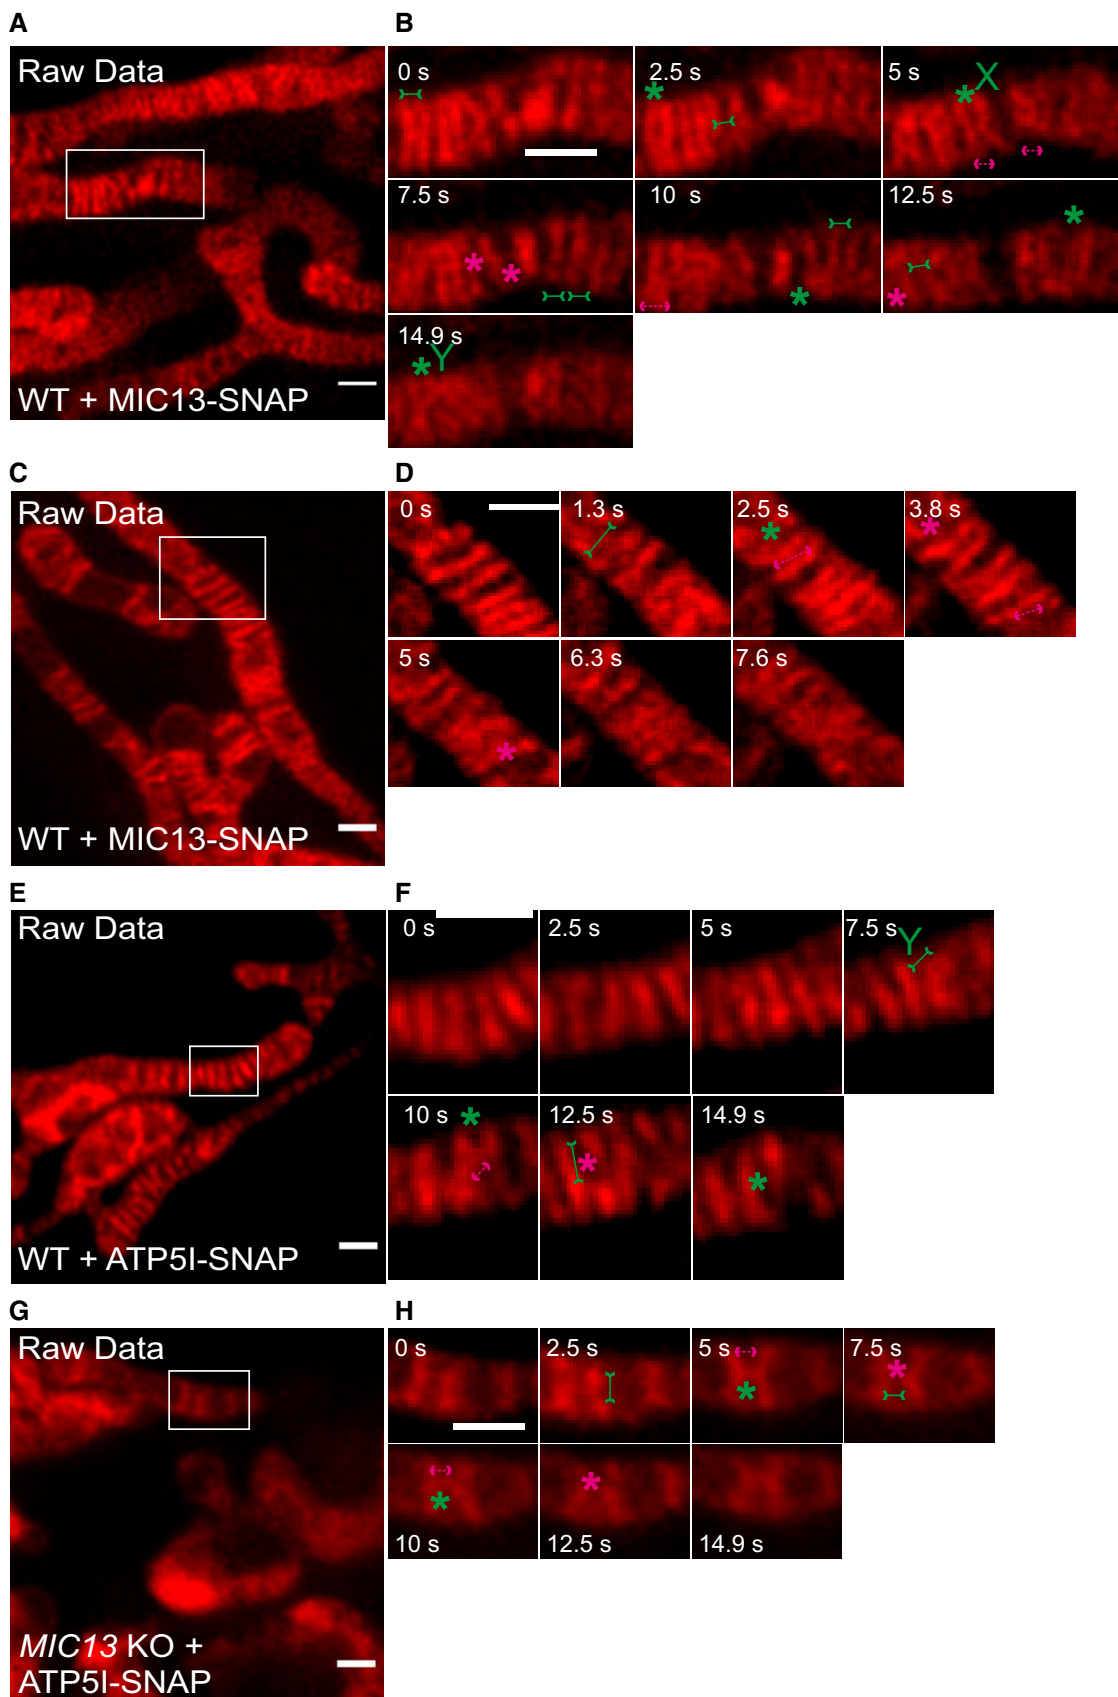 A
B
Raw Data
WT + MIC13-SNAP
0 s
2.5 s
5 s
X
7.5 s
10 s
12.5 s
14.9 s
Y
C
D
Raw Data
WT + MIC13-SNAP
0 s
1.3 s
2.5 s
3.8 s
5 s
6.3 s
7.6 s
E
F
Raw Data
WT + ATP5I-SNAP
0 s
2.5 s
5 s
7.5 s
Y
10 s
12.5 s
14.9 s
G
H
Raw Data
MIC13 KO +
ATP5I-SNAP
0 s
2.5 s
5 s
7.5 s
10 s
12.5 s
14.9 s